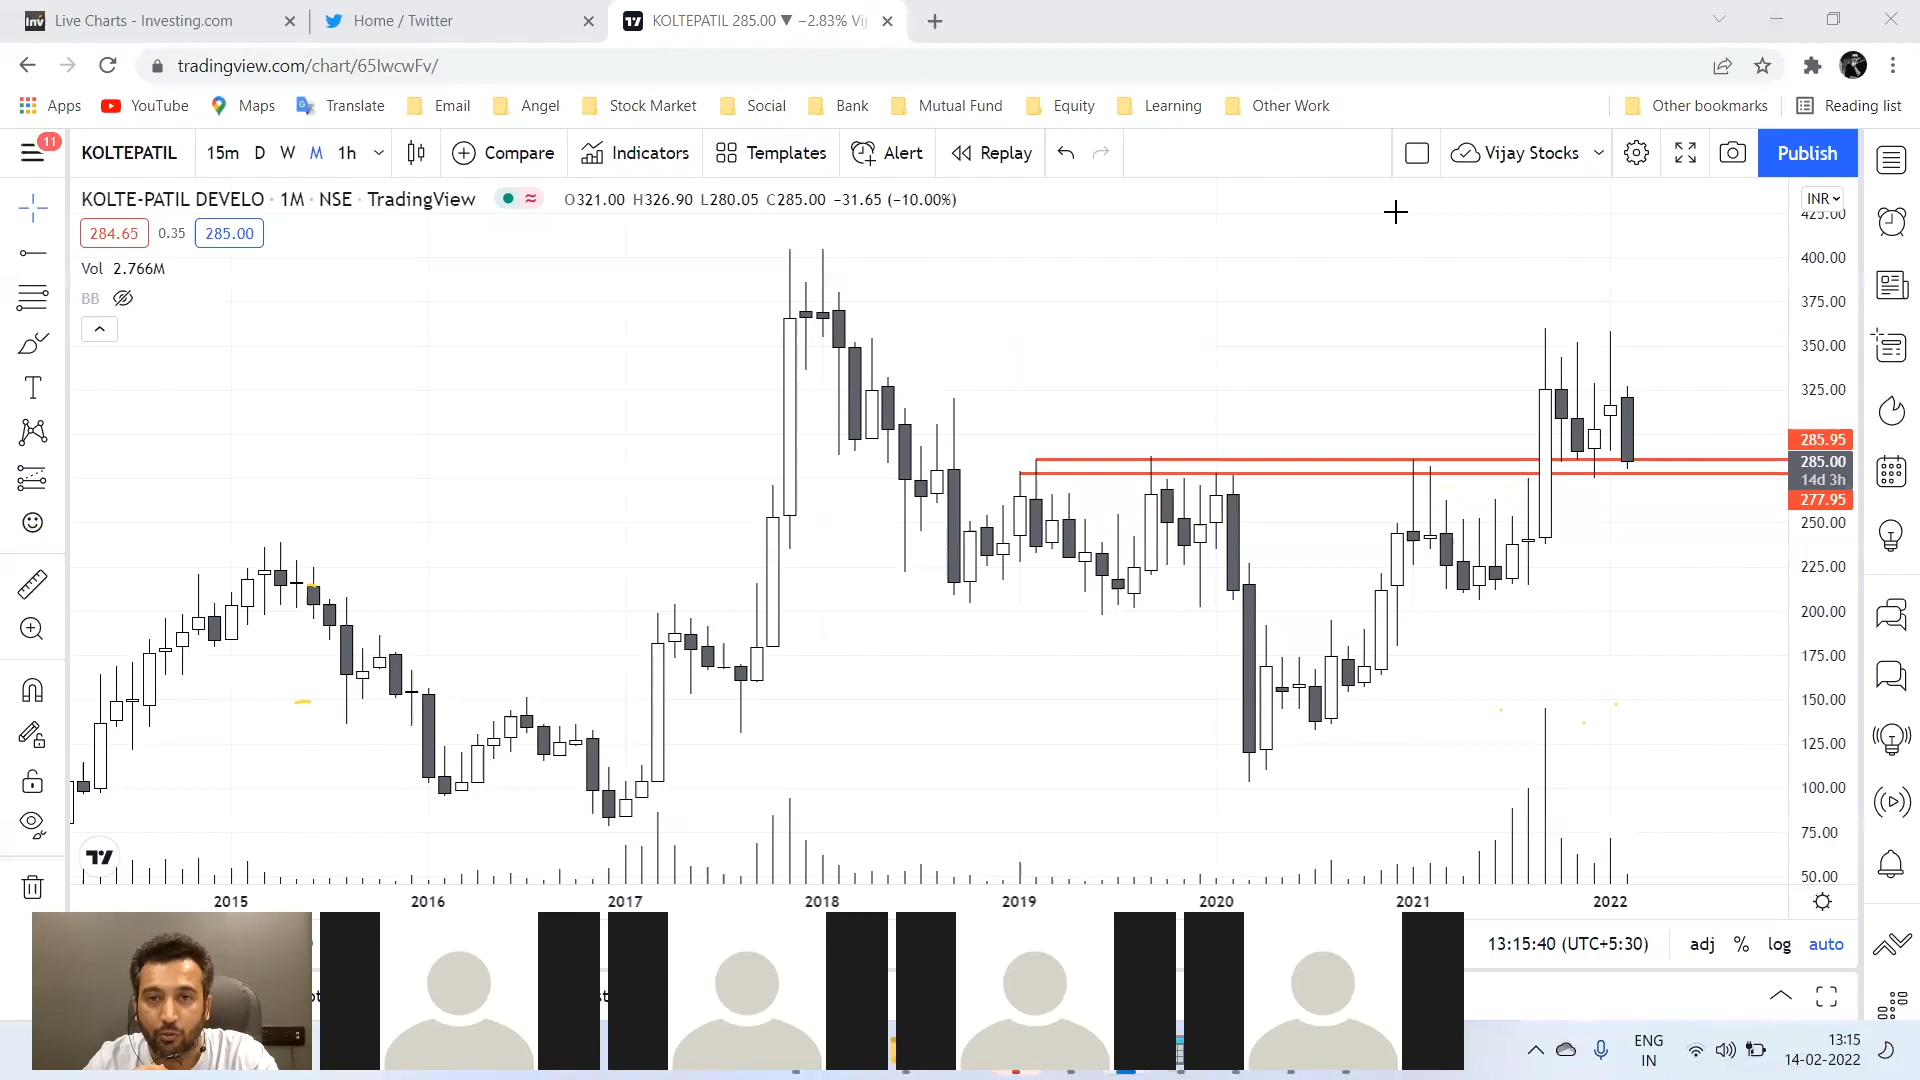 Live Charts - Investing.com
Home / Twitter
KOLTEPATIL 285.00 ▼ −2.83% Vij
tradingview.com/chart/65lwcwFv/
Apps YouTube Maps Translate Email Angel Stock Market Social Bank Mutual Fund Equity Learning Other Work Other bookmarks Reading list
11
KOLTEPATIL 15m D W M 1h Compare Indicators Templates Alert Replay Vijay Stocks Publish
KOLTE-PATIL DEVELO · 1M · NSE · TradingView O321.00 H326.90 L280.05 C285.00 −31.65 (−10.00%)
INR
284.65 0.35 285.00
Vol 2.766M
BB
425.00
400.00
375.00
350.00
325.00
285.95
285.00
14d 3h
277.95
250.00
225.00
200.00
175.00
150.00
125.00
100.00
75.00
50.00
2015 2016 2017 2018 2019 2020 2021 2022
13:15:40 (UTC+5:30) adj % log auto
ENG
IN
13:15
14-02-2022